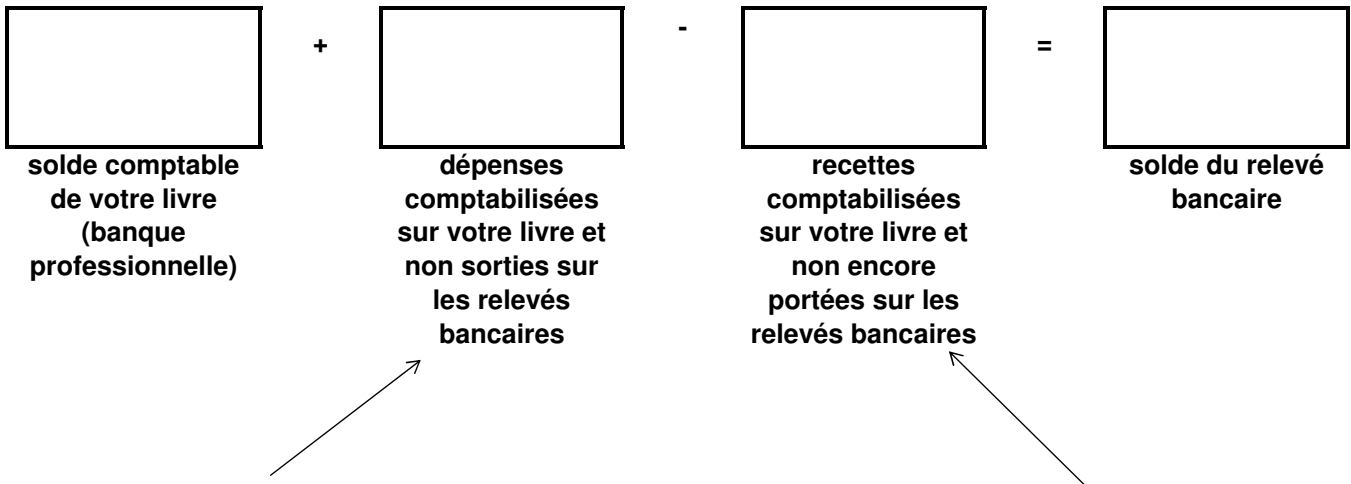 +
-
=
solde comptable
de votre livre
(banque
professionnelle)
dépenses
comptabilisées
sur votre livre et
non sorties sur
les relevés
bancaires
recettes
comptabilisées
sur votre livre et
non encore
portées sur les
relevés bancaires
solde du relevé
bancaire